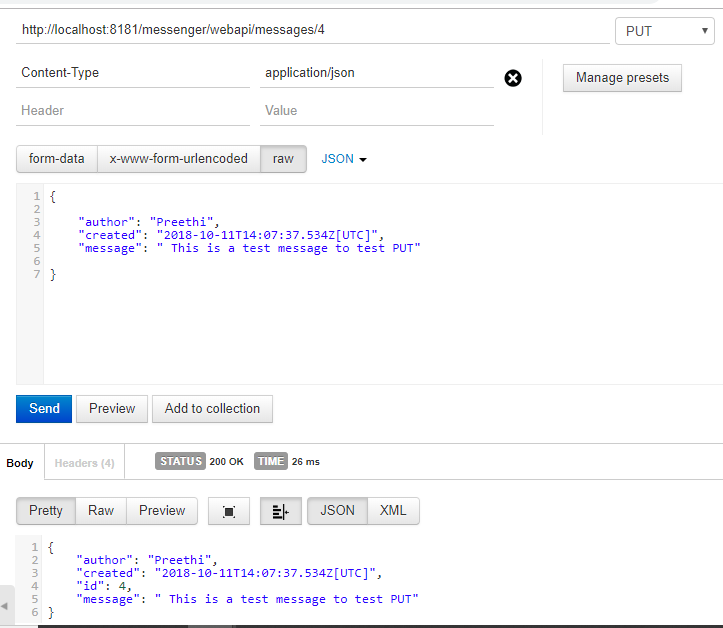 http://localhost:8181/messenger/webapi/messages/4 PUT
Content-Type application/json Manage presets
Header Value
form-data x-www-form-urlencoded raw JSON
1 {
2
3 "author": "Preethi",
4 "created": "2018-10-11T14:07:37.534Z[UTC]",
5 "message": " This is a test message to test PUT"
6
7 }
Send Preview Add to collection
Body Headers (4) STATUS 200 OK TIME 26 ms
Pretty Raw Preview JSON XML
1 {
2 "author": "Preethi",
3 "created": "2018-10-11T14:07:37.534Z[UTC]",
4 "id": 4,
5 "message": " This is a test message to test PUT"
6 }